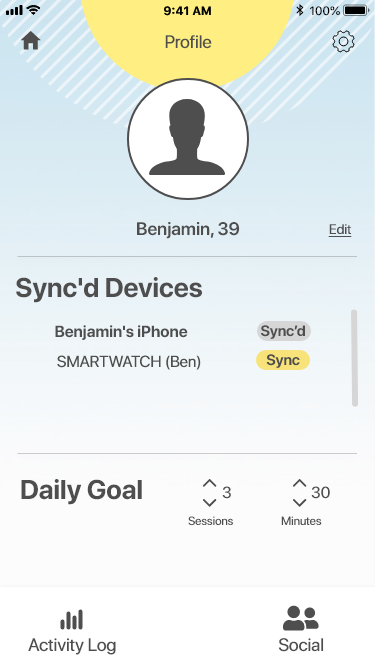 9:41 AM
100%
Profile
Benjamin, 39
Edit
Sync'd Devices
Benjamin's iPhone Sync'd
SMARTWATCH (Ben) Sync
Daily Goal 3 30
Sessions Minutes
Activity Log Social